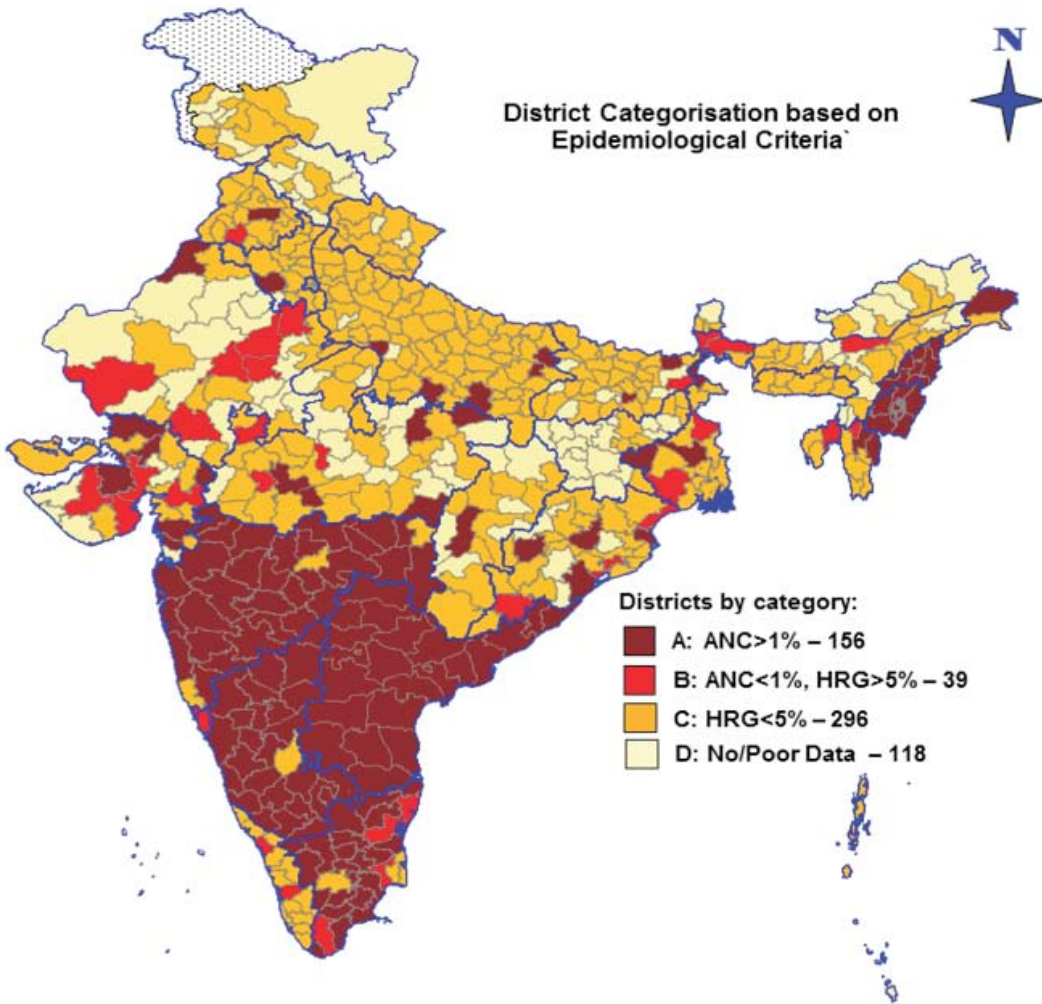 N
District Categorisation based on
Epidemiological Criteria`
Districts by category:
A: ANC>1% – 156
B: ANC<1%, HRG>5% – 39
C: HRG<5% – 296
D: No/Poor Data – 118